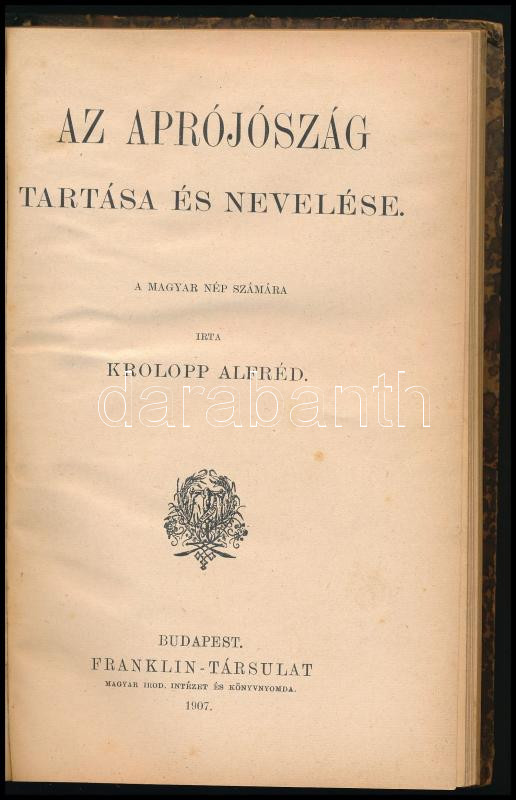 AZ APRÓJÓSZÁG
TARTÁSA ÉS NEVELÉSE.
A MAGYAR NÉP SZÁMÁRA
IRTA
KROLOPP ALFRÉD.
darabanth
BUDAPEST.
FRANKLIN-TÁRSULAT
MAGYAR IROD. INTÉZET ÉS KÖNYVNYOMDA.
1907.